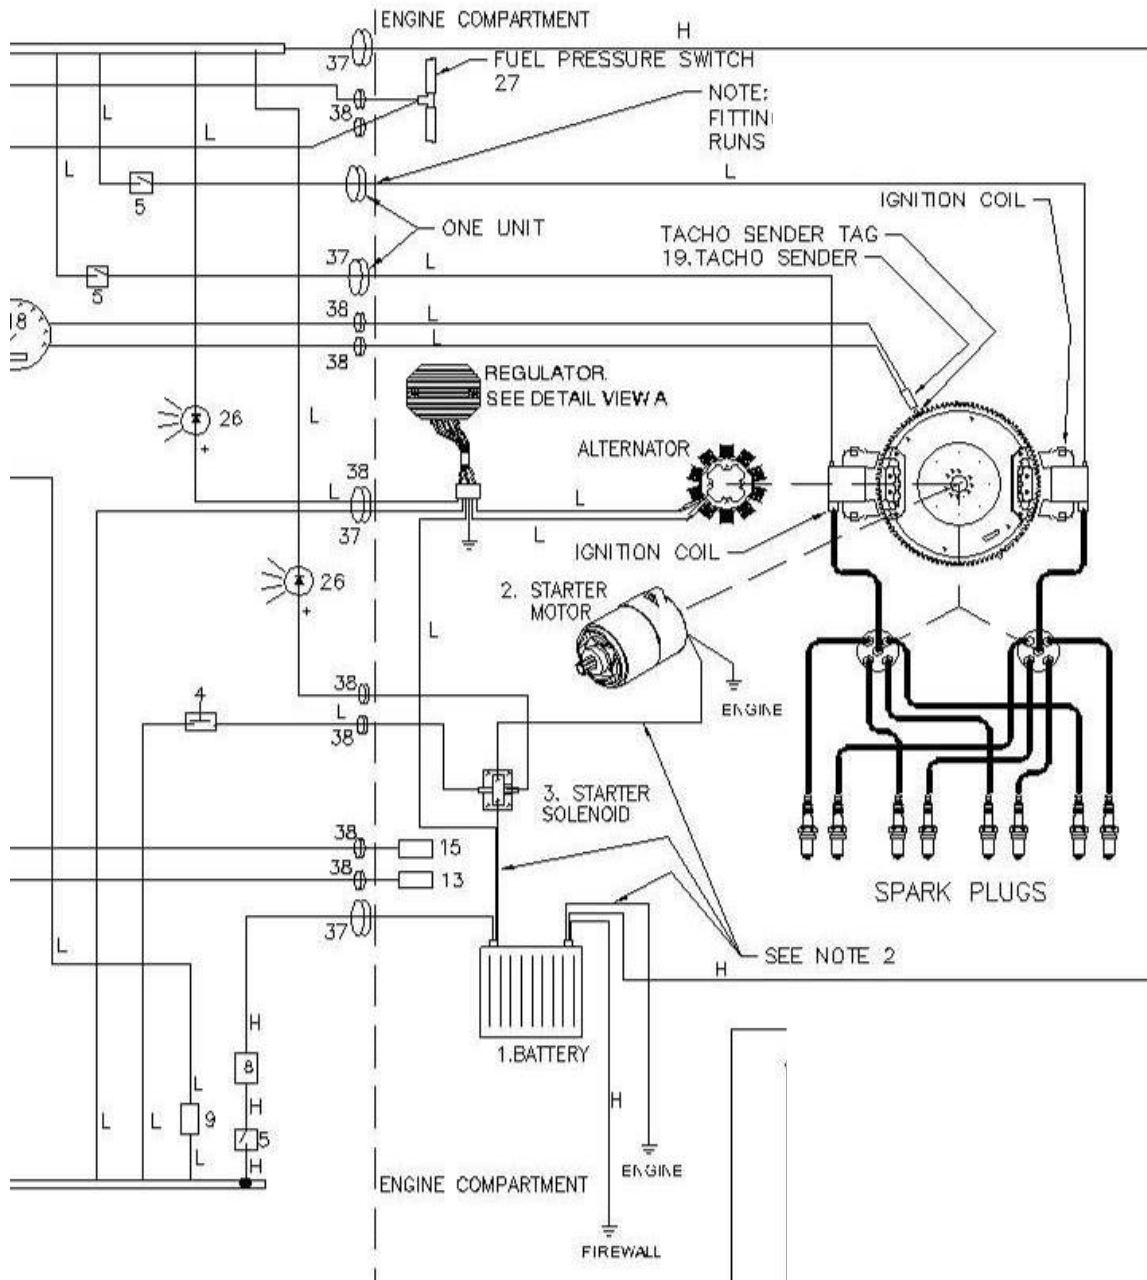 ENGINE COMPARTMENT
H
37
FUEL PRESSURE SWITCH
27
38
NOTE:
FITTIN
RUNS
L
L
L
L
5
IGNITION COIL
ONE UNIT
TACHO SENDER TAG
19.TACHO SENDER
37
L
5
18
38
L
38
REGULATOR.
SEE DETAIL VIEW A
L
26
+
ALTERNATOR
38
L
37
L
L
IGNITION COIL
26
+
2. STARTER
MOTOR
L
ENGINE
4
38
L
38
3. STARTER
SOLENOID
38
15
38
13
SPARK PLUGS
37
L
SEE NOTE 2
H
1.BATTERY
H
8
H
L
H
9
L
L
5
L
H
ENGINE
ENGINE COMPARTMENT
FIREWALL